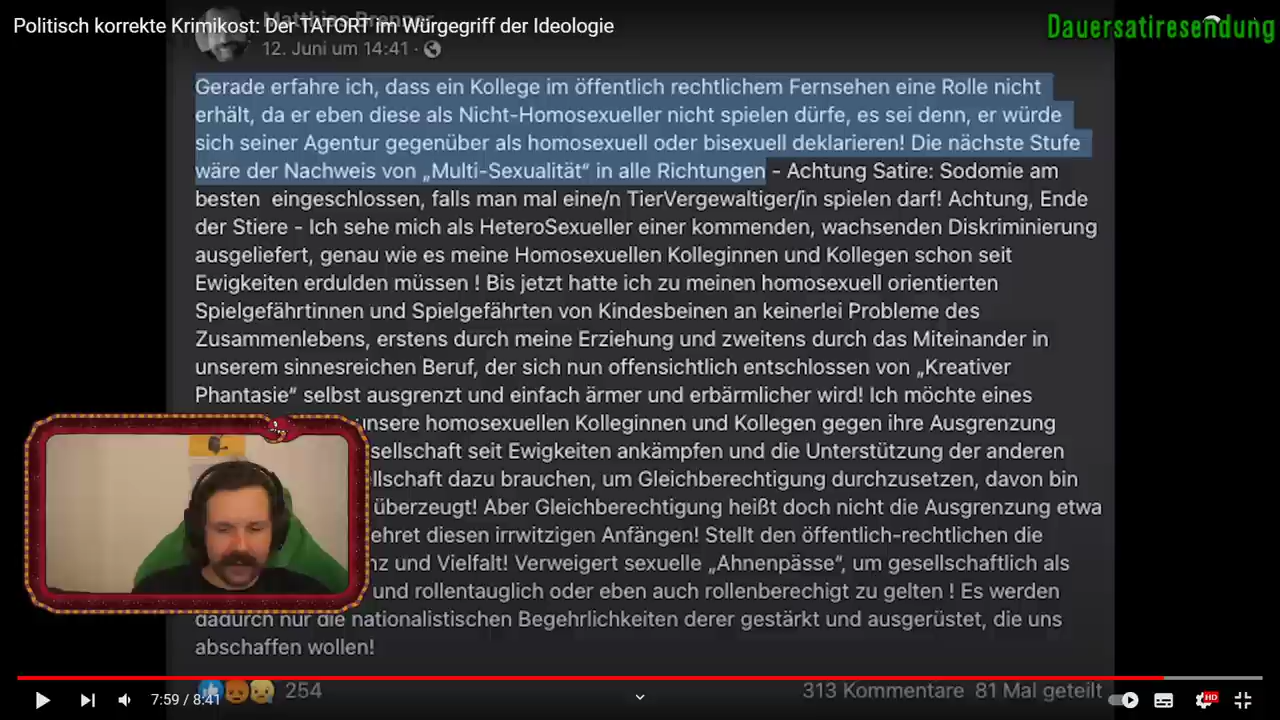 Politisch korrekte Krimikost: Der TATORT im Würgegriff der Ideologie
Dauersatiresendung
12. Juni um 14:41 ·
Gerade erfahre ich, dass ein Kollege im öffentlich rechtlichem Fernsehen eine Rolle nicht
erhält, da er eben diese als Nicht-Homosexueller nicht spielen dürfe, es sei denn, er würde
sich seiner Agentur gegenüber als homosexuell oder bisexuell deklarieren! Die nächste Stufe
wäre der Nachweis von „Multi-Sexualität“ in alle Richtungen - Achtung Satire: Sodomie am
besten eingeschlossen, falls man mal eine/n TierVergewaltiger/in spielen darf! Achtung, Ende
der Stiere - Ich sehe mich als HeteroSexueller einer kommenden, wachsenden Diskriminierung
ausgeliefert, genau wie es meine Homosexuellen Kolleginnen und Kollegen schon seit
Ewigkeiten erdulden müssen ! Bis jetzt hatte ich zu meinen homosexuell orientierten
Spielgefährtinnen und Spielgefährten von Kindesbeinen an keinerlei Probleme des
Zusammenlebens, erstens durch meine Erziehung und zweitens durch das Miteinander in
unserem sinnesreichen Beruf, der sich nun offensichtlich entschlossen von „Kreativer
Phantasie“ selbst ausgrenzt und einfach ärmer und erbärmlicher wird! Ich möchte eines
unsere homosexuellen Kolleginnen und Kollegen gegen ihre Ausgrenzung
sellschaft seit Ewigkeiten ankämpfen und die Unterstützung der anderen
llschaft dazu brauchen, um Gleichberechtigung durchzusetzen, davon bin
überzeugt! Aber Gleichberechtigung heißt doch nicht die Ausgrenzung etwa
ehret diesen irrwitzigen Anfängen! Stellt den öffentlich-rechtlichen die
nz und Vielfalt! Verweigert sexuelle „Ahnenpässe“, um gesellschaftlich als
und rollentauglich oder eben auch rollenberechigt zu gelten ! Es werden
dadurch nur die nationalistischen Begehrlichkeiten derer gestärkt und ausgerüstet, die uns
abschaffen wollen!
254
313 Kommentare 81 Mal geteilt
7:59 / 8:41
HD